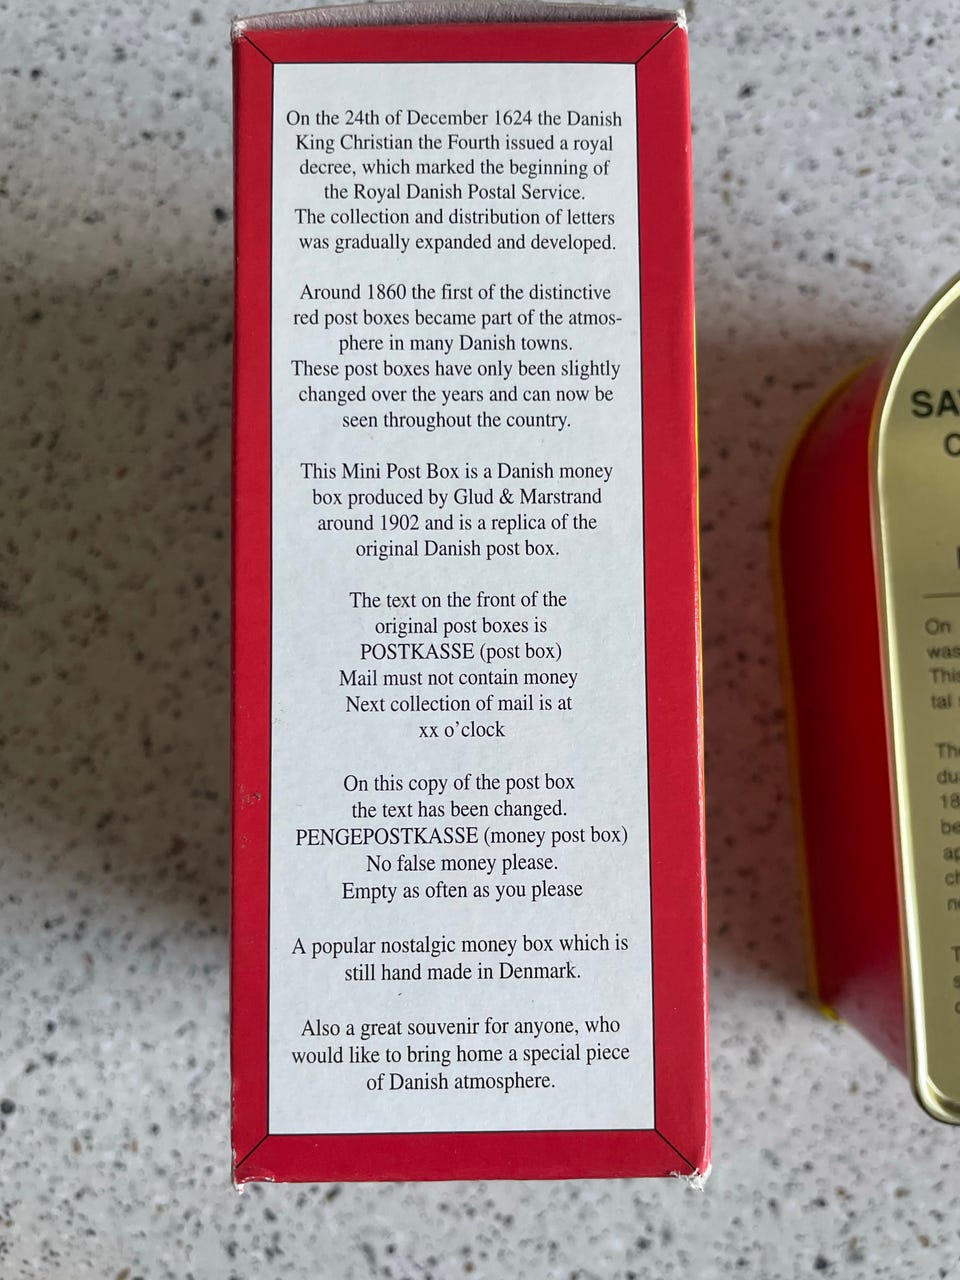 On the 24th of December 1624 the Danish
King Christian the Fourth issued a royal
decree, which marked the beginning of
the Royal Danish Postal Service.
The collection and distribution of letters
was gradually expanded and developed.
Around 1860 the first of the distinctive
red post boxes became part of the atmos-
phere in many Danish towns.
These post boxes have only been slightly
changed over the years and can now be
seen throughout the country.
This Mini Post Box is a Danish money
box produced by Glud & Marstrand
around 1902 and is a replica of the
original Danish post box.
The text on the front of the
original post boxes is
POSTKASSE (post box)
Mail must not contain money
Next collection of mail is at
xx o'clock
On this copy of the post box
the text has been changed.
PENGEPOSTKASSE (money post box)
No false money please.
Empty as often as you please
A popular nostalgic money box which is
still hand made in Denmark.
Also a great souvenir for anyone, who
would like to bring home a special piece
of Danish atmosphere.
On
was
This
tal
18